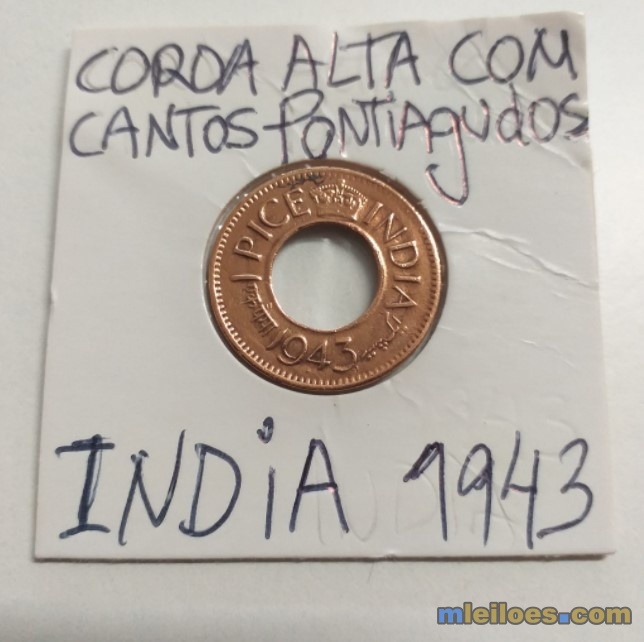 CORDA ALTA COM
CANTOS PONTIAGUDOS
1 PICE INDIA
1943
INDIA 1943
mleiloes.com